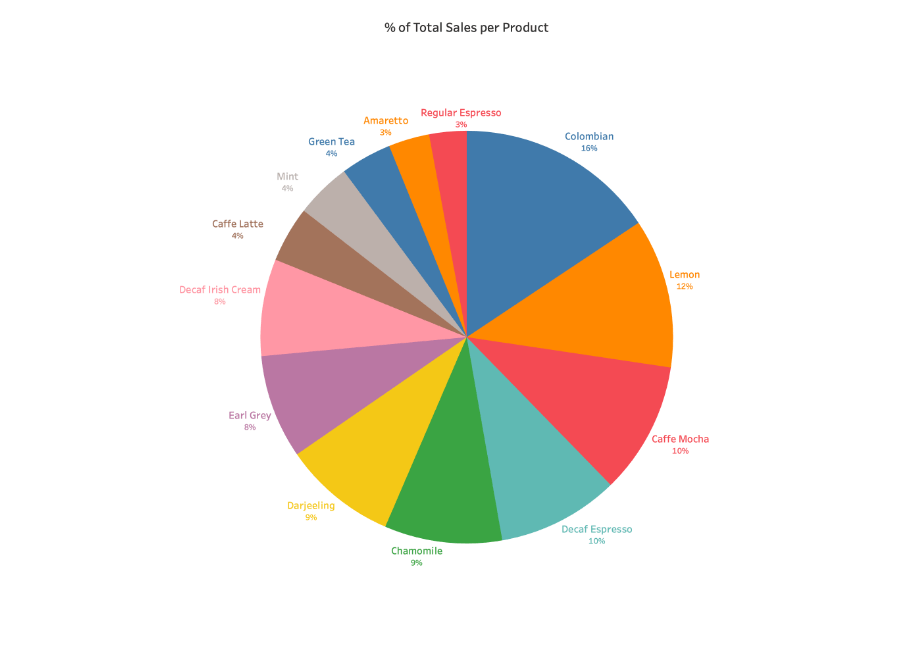 % of Total Sales per Product
Regular Espresso
3%
Colombian
16%
Lemon
12%
Caffe Mocha
10%
Decaf Espresso
10%
Chamomile
9%
Darjeeling
9%
Earl Grey
8%
Decaf Irish Cream
8%
Caffe Latte
4%
Mint
4%
Green Tea
4%
Amaretto
3%